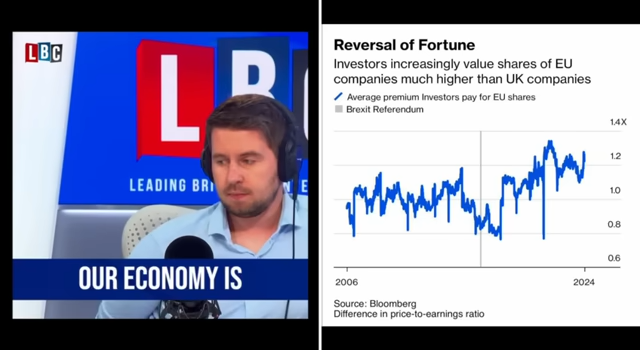 LBC
LEADING BR
OUR ECONOMY IS
Reversal of Fortune
Investors increasingly value shares of EU
companies much higher than UK companies
Average premium Investors pay for EU shares
Brexit Referendum
1.4X
1.2
1.0
0.8
0.6
2006
2024
Source: Bloomberg
Difference in price-to-earnings ratio